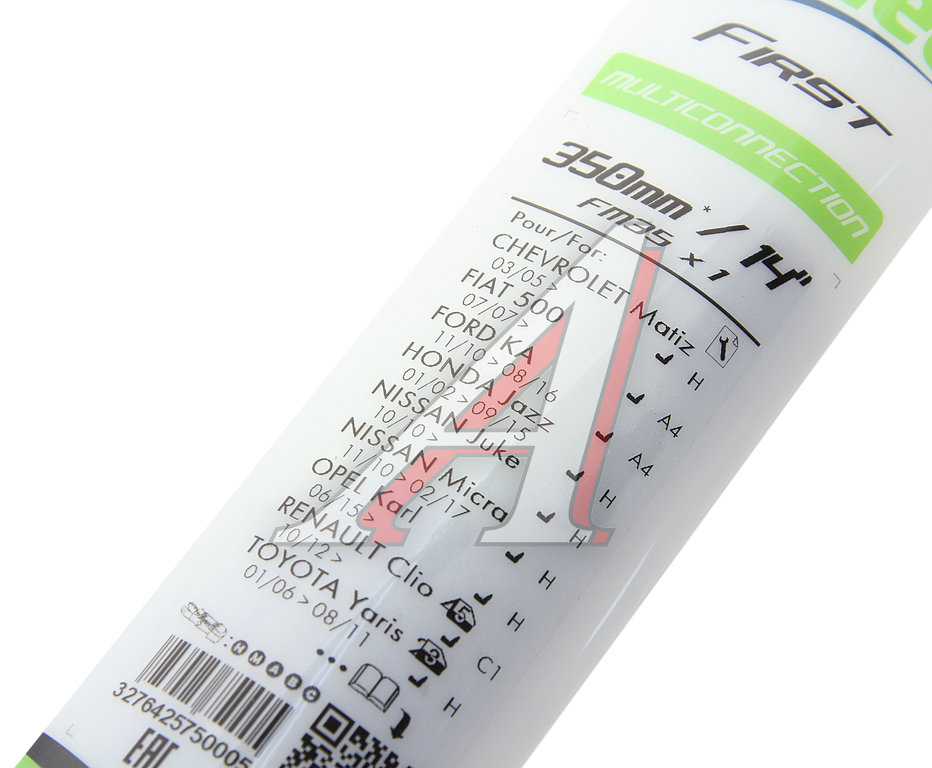 FIRST
MULTICONNECTION
350mm* / 14"
FM35 x 1
Pour/For:
CHEVROLET Matiz
03/05 > H
FIAT 500
07/07 > A4
FORD KA
11/10 > 08/16 A4
HONDA Jazz
01/02 > 09/15 H
NISSAN Juke
10/10 > H
NISSAN Micra
11/10 > 02/17 H
OPEL Karl
06/15 > H
RENAULT Clio 5
10/12 > C1
TOYOTA Yaris 3
01/06 > 08/11 H
: H M A B C
...
3276425750005
EAC